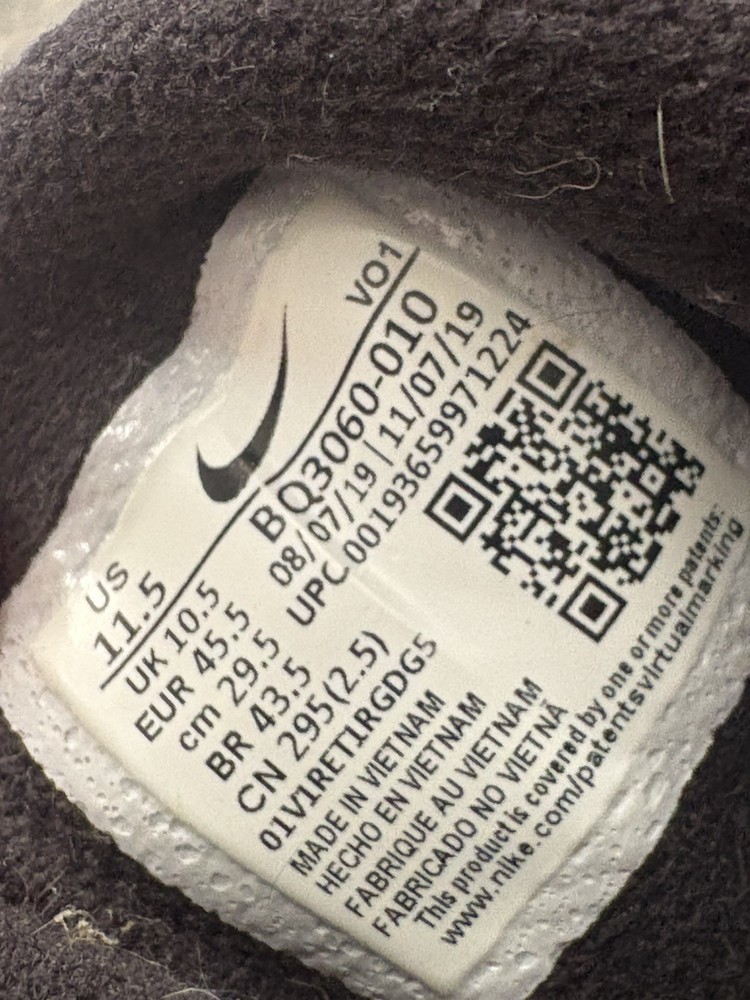 VO1
US
11.5
BQ3060-010
08/07/19 | 11/07/19
UPC 00193659971224
UK 10.5
EUR 45.5
cm 29.5
BR 43.5
CN 295(2.5)
01V1RET1RGDG5
MADE IN VIETNAM
HECHO EN VIETNAM
FABRIQUE AU VIETNAM
FABRICADO NO VIETNÃ
This product is covered by one or more patents:
www.nike.com/patentsvirtualmarking